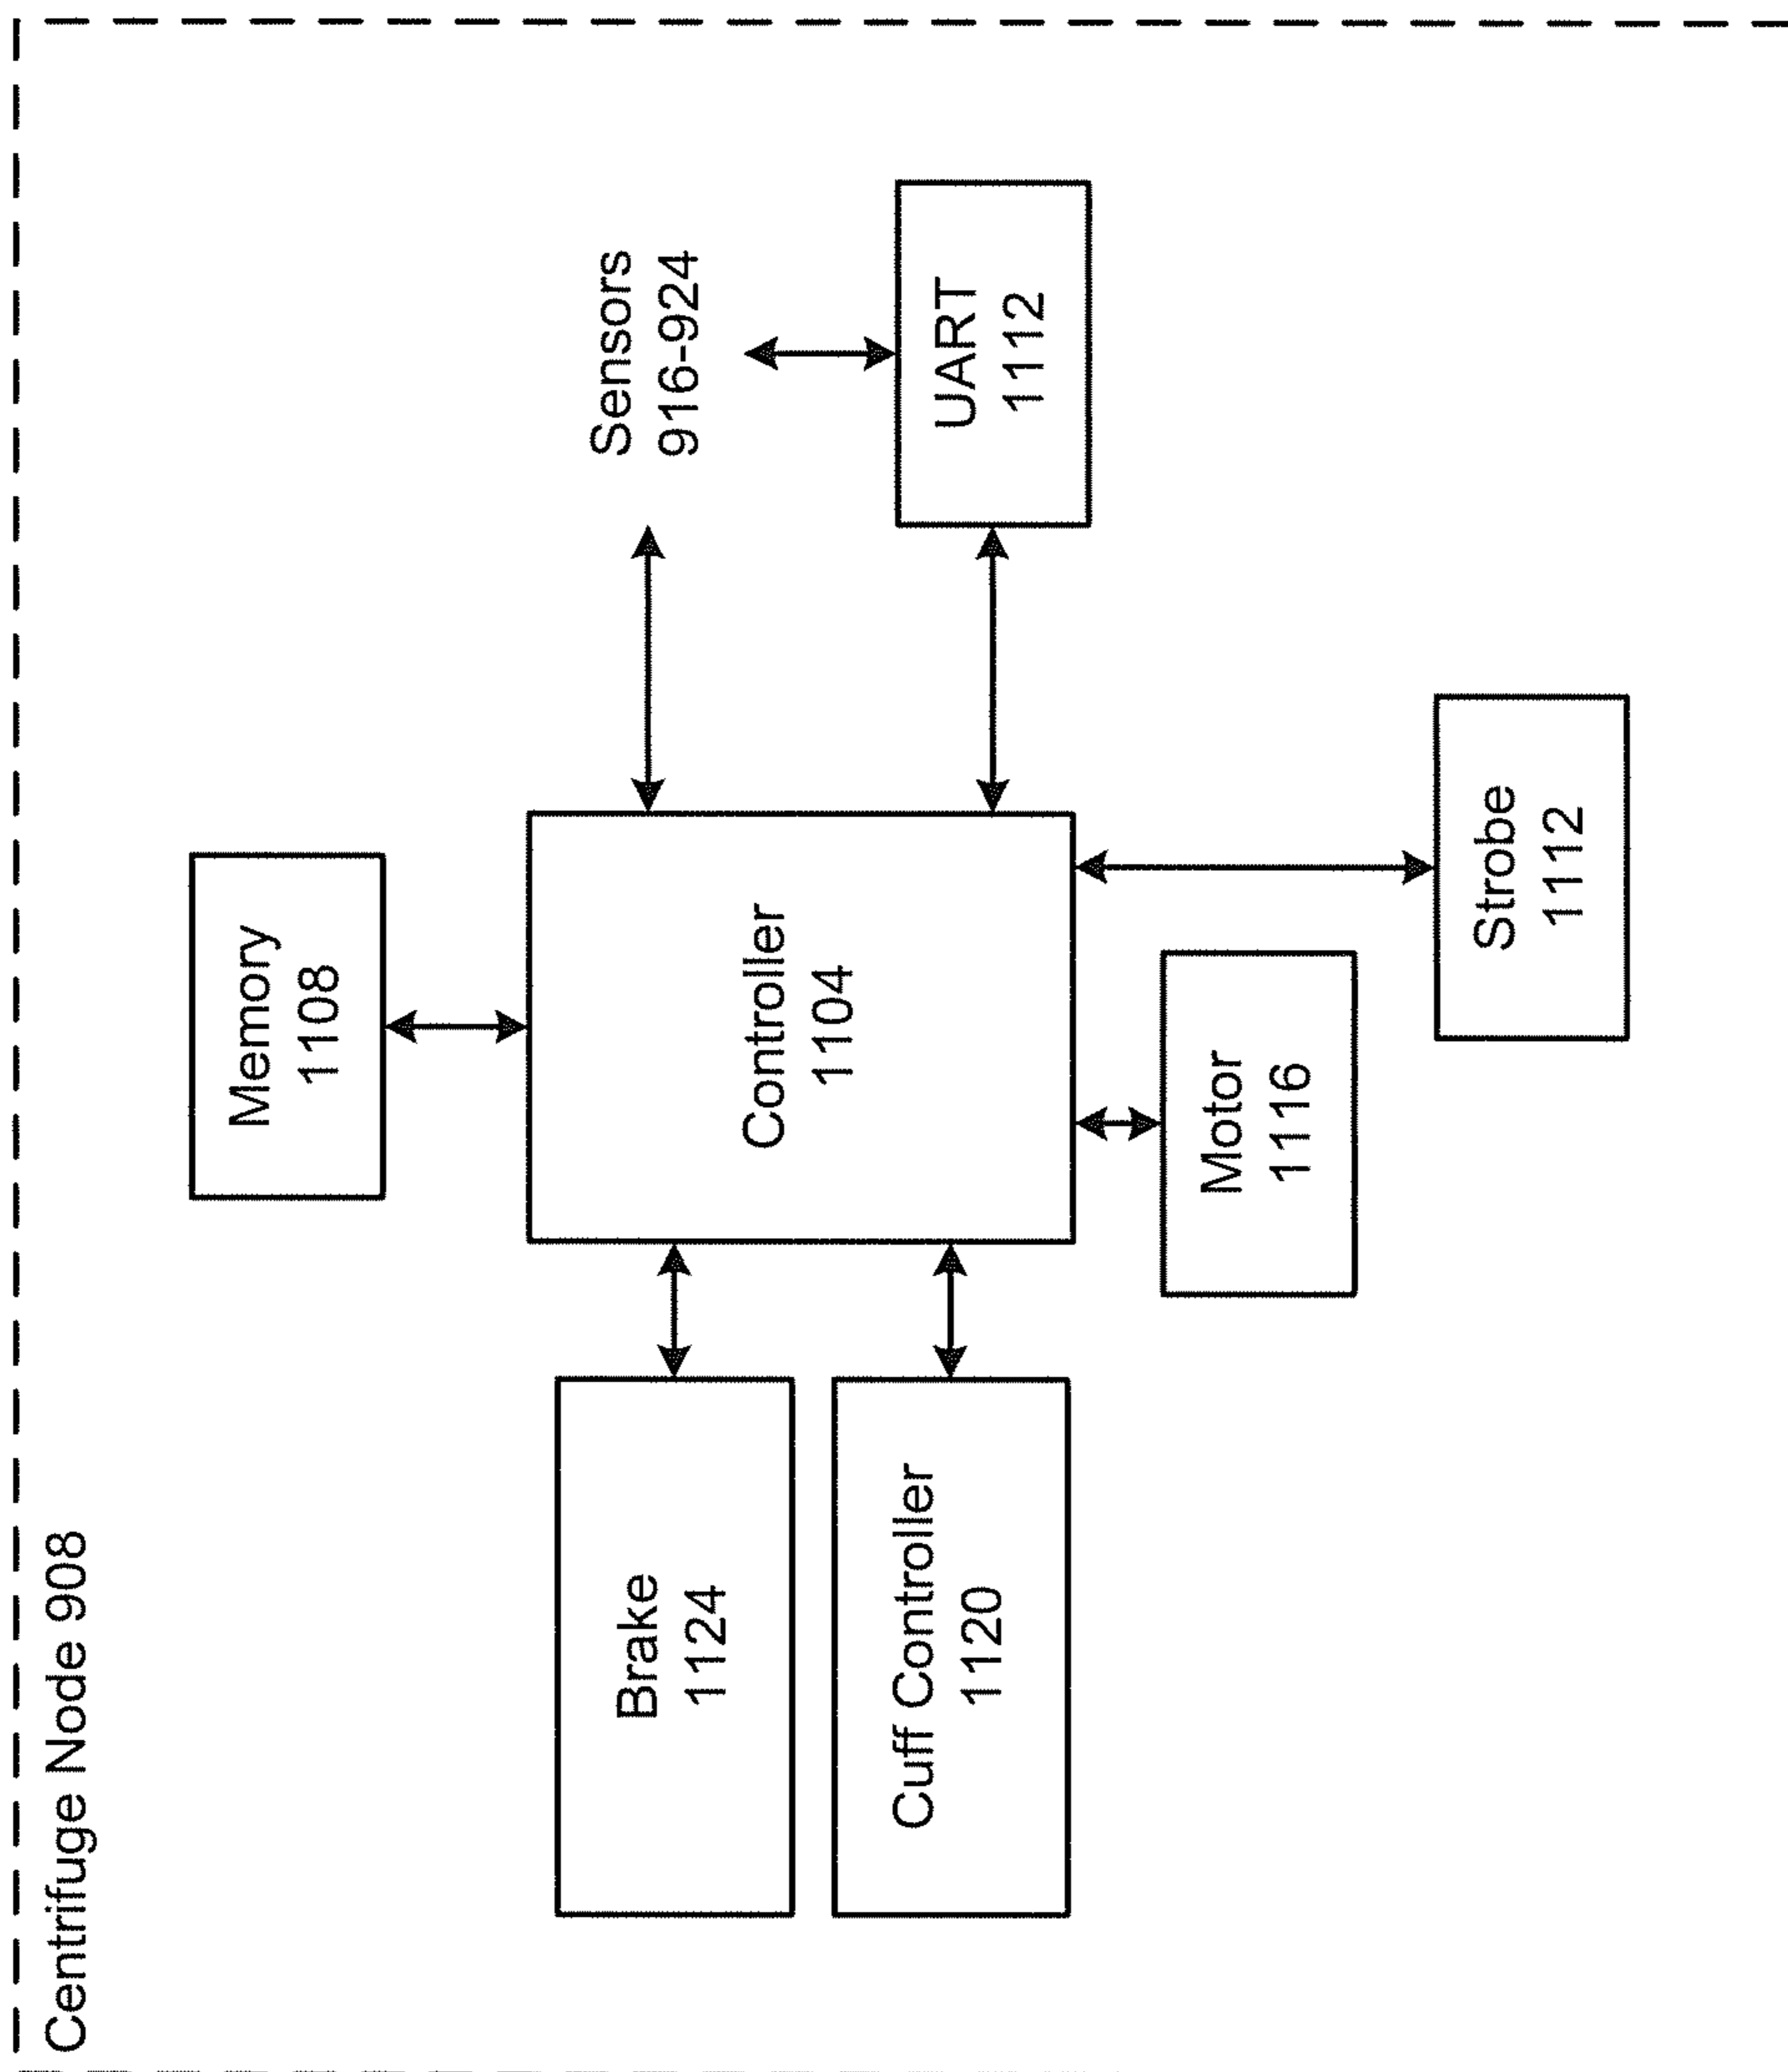 Centrifuge Node 908
Memory
1108
Brake
1124
Controller
1104
Sensors
916-924
Cuff Controller
1120
UART
1112
Motor
1116
Strobe
1112